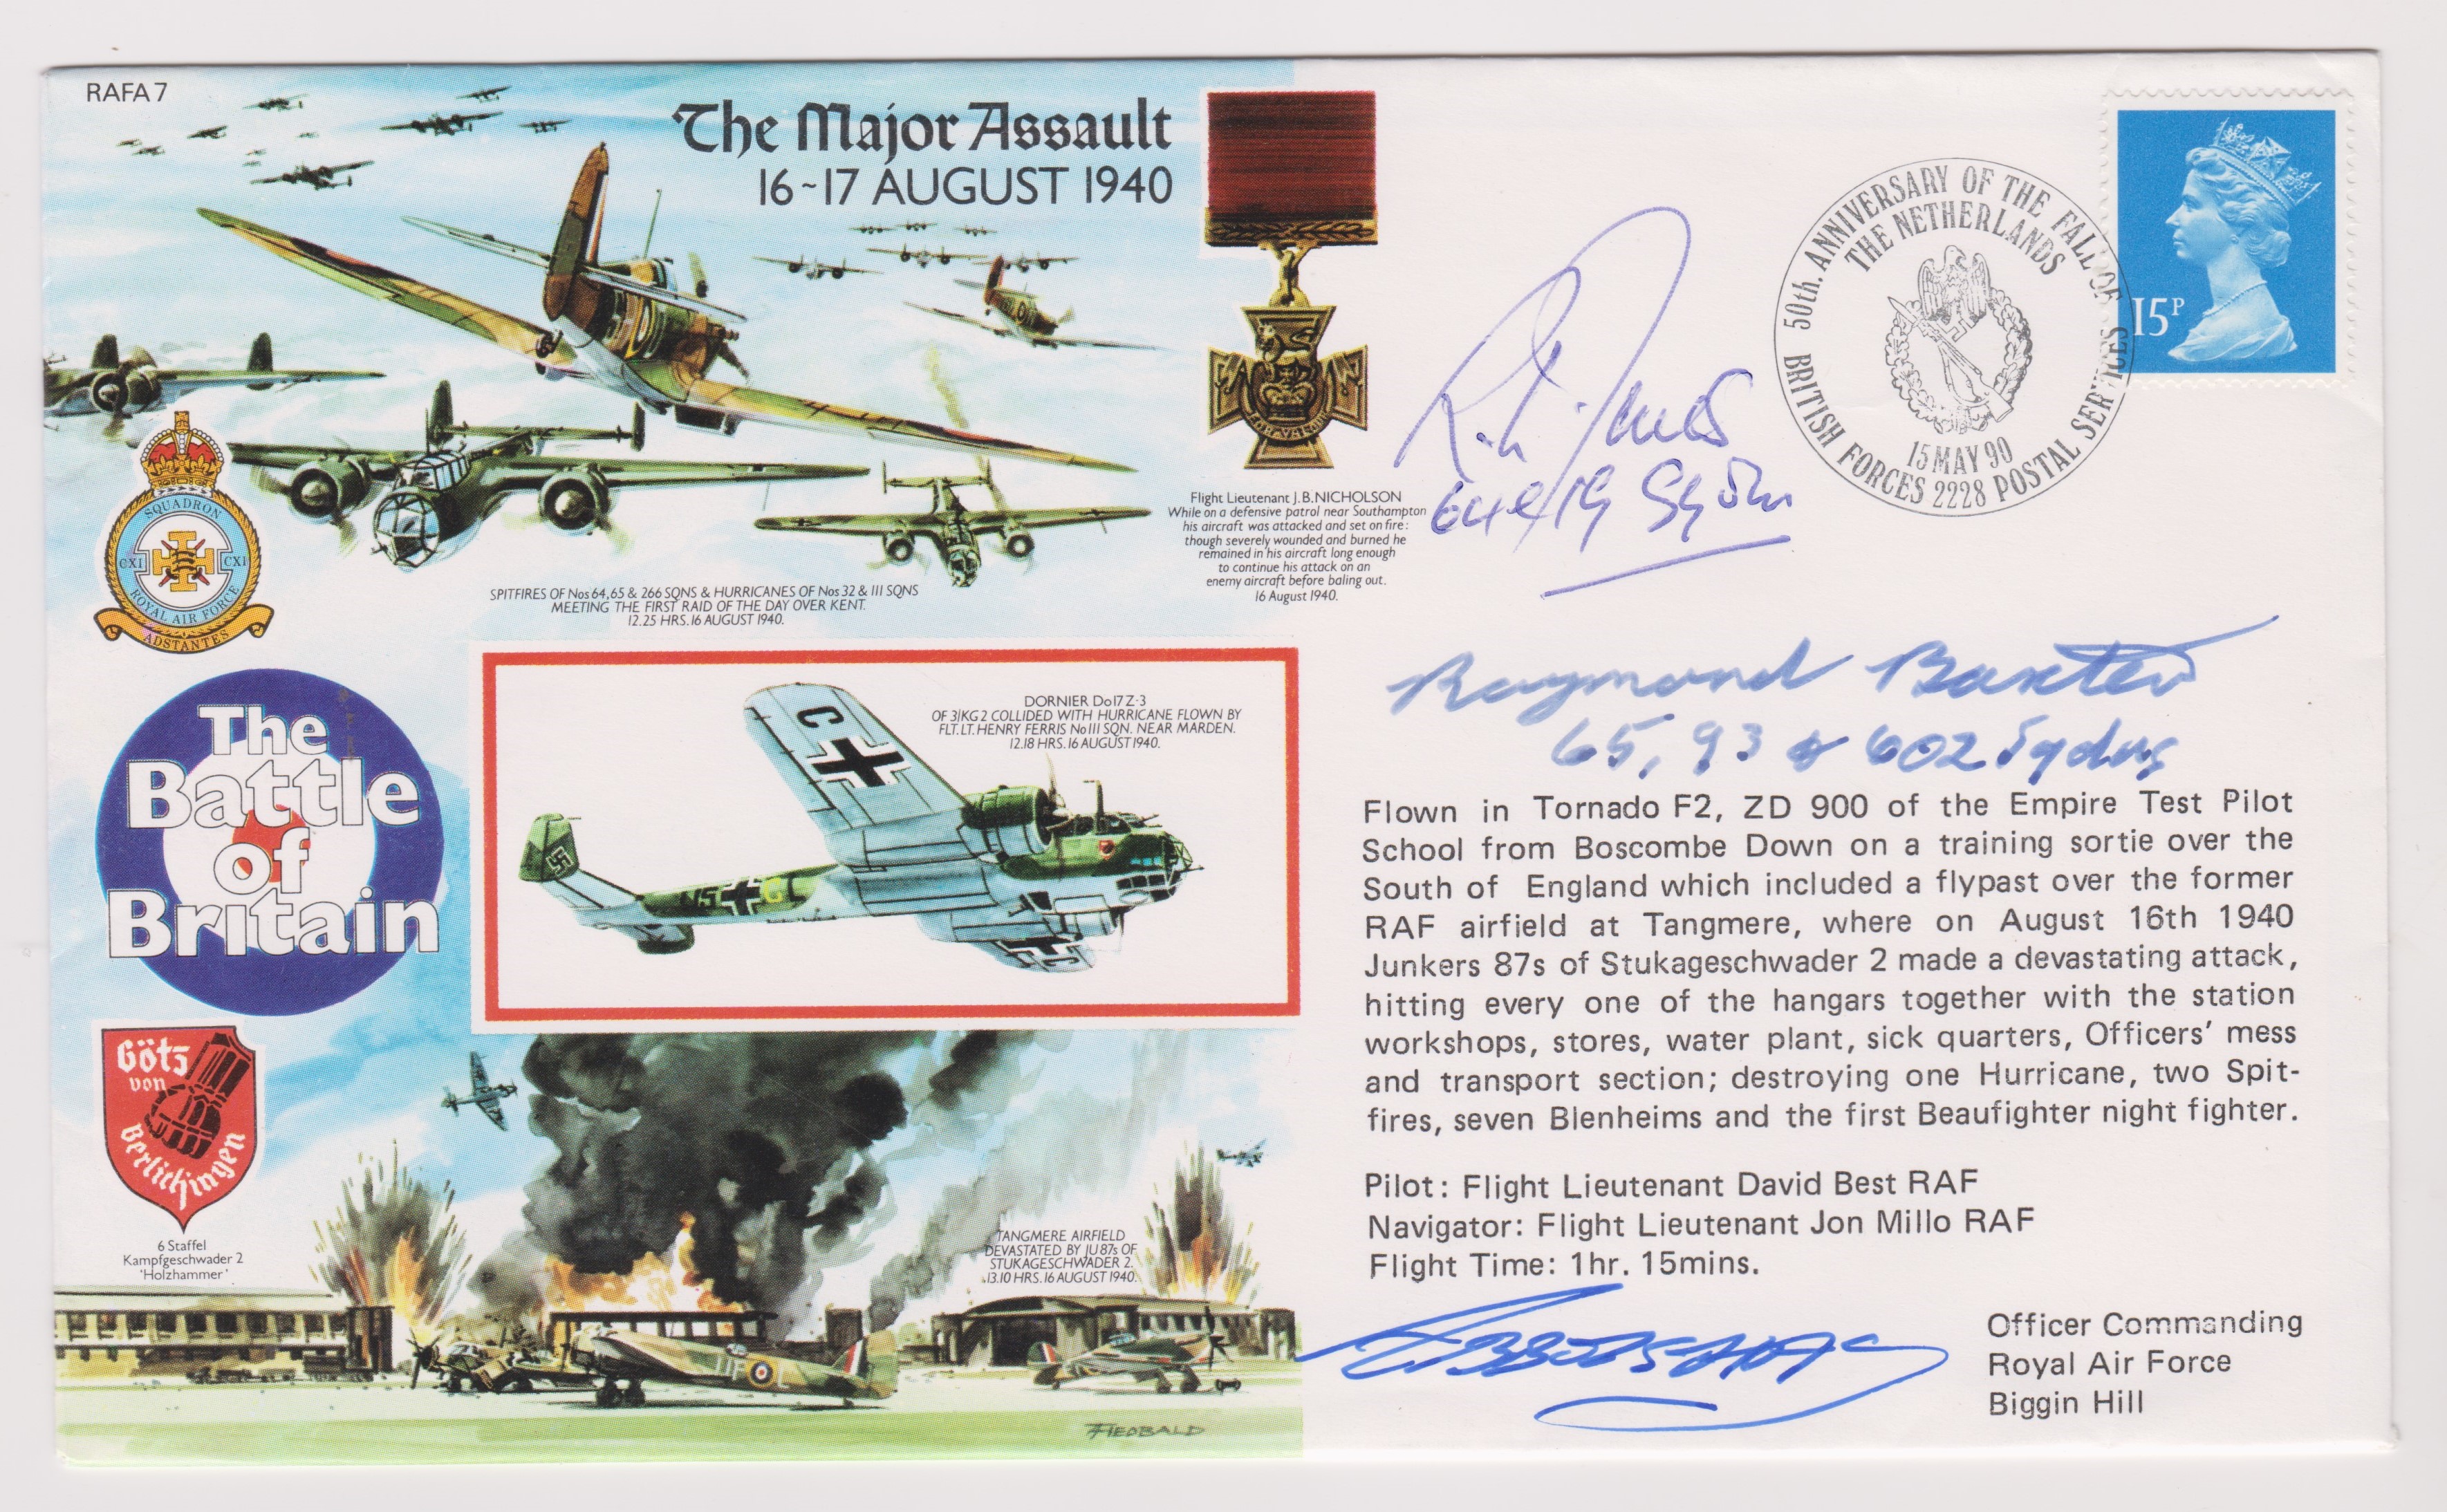 RAFA 7
The Major Assault
16~17 AUGUST 1940
Flight Lieutenant J.B.NICHOLSON
While on a defensive patrol near Southampton
his aircraft was attacked and set on fire:
though severely wounded and burned he
remained in his aircraft long enough
to continue his attack on an
enemy aircraft before baling out.
16 August 1940.
SPITFIRES OF Nos 64,65 & 266 SQNS & HURRICANES OF Nos 32 & III SQNS
MEETING THE FIRST RAID OF THE DAY OVER KENT.
12.25 HRS.16 AUGUST 1940.
SQUADRON
CXI CXI
ROYAL AIR FORCE
ADSTANTES
The
Battle
of
Britain
DORNIER Do17 Z-3
OF 3/KG2 COLLIDED WITH HURRICANE FLOWN BY
FLT. LT. HENRY FERRIS No III SQN. NEAR MARDEN.
12.18 HRS. 16 AUGUST 1940.
C
U5 G
Götz
von
Berlichingen
6 Staffel
Kampfgeschwader 2
'Holzhammer'
TANGMERE AIRFIELD
DEVASTATED BY JU 87s OF
STUKAGESCHWADER 2.
13.10 HRS. 16 AUGUST 1940.
50th. ANNIVERSARY OF THE FALL OF
THE NETHERLANDS
15 MAY 90
BRITISH FORCES 2228 POSTAL SERVICES
15P
64 & 19 Sqdn
Raymond Baxter
65, 93 & 602 Sqdns
Flown in Tornado F2, ZD 900 of the Empire Test Pilot
School from Boscombe Down on a training sortie over the
South of England which included a flypast over the former
RAF airfield at Tangmere, where on August 16th 1940
Junkers 87s of Stukageschwader 2 made a devastating attack,
hitting every one of the hangars together with the station
workshops, stores, water plant, sick quarters, Officers' mess
and transport section; destroying one Hurricane, two Spit-
fires, seven Blenheims and the first Beaufighter night fighter.
Pilot: Flight Lieutenant David Best RAF
Navigator: Flight Lieutenant Jon Millo RAF
Flight Time: 1hr. 15mins.
Officer Commanding
Royal Air Force
Biggin Hill